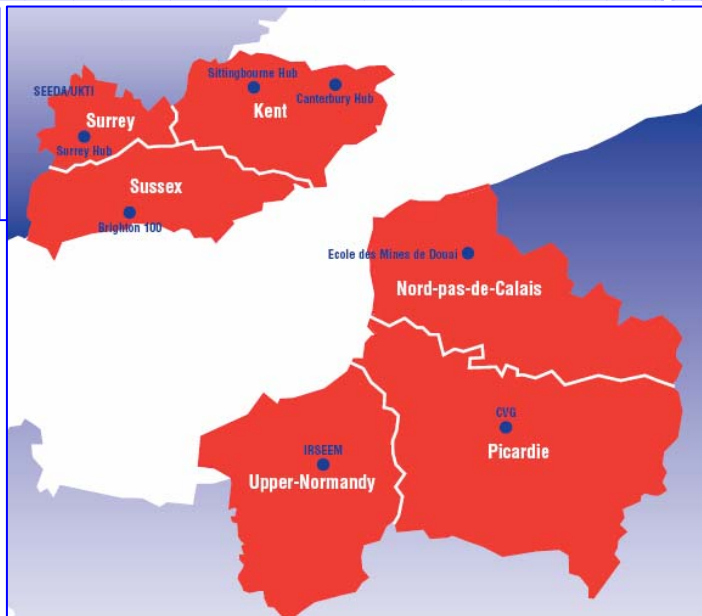 Sittingbourne Hub
SEEDA/UKTI
Canterbury Hub
Kent
Surrey
Surrey Hub
Sussex
Brighton 100
Ecole des Mines de Douai
Nord-pas-de-Calais
CVG
Picardie
IRSEEM
Upper-Normandy